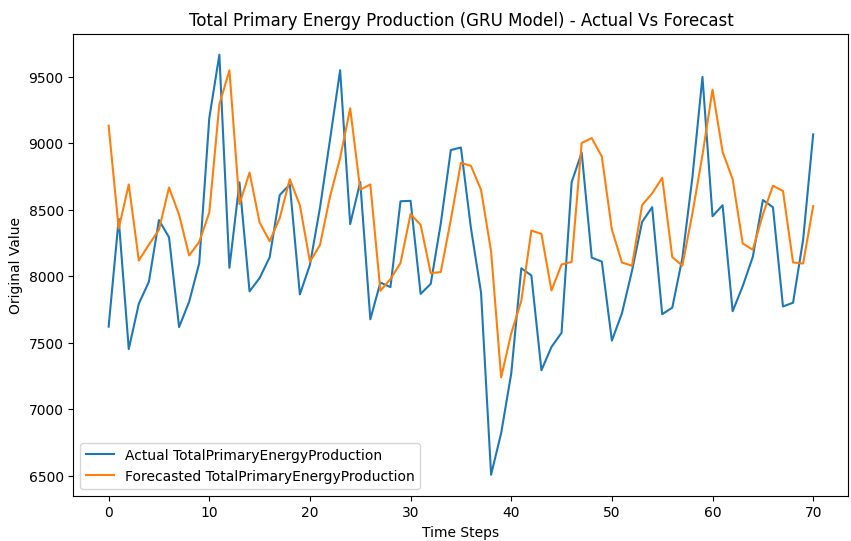 Total Primary Energy Production (GRU Model) - Actual Vs Forecast
Original Value
9500
9000
8500
8000
7500
7000
6500
Actual TotalPrimaryEnergyProduction
Forecasted TotalPrimaryEnergyProduction
0 10 20 30 40 50 60 70
Time Steps